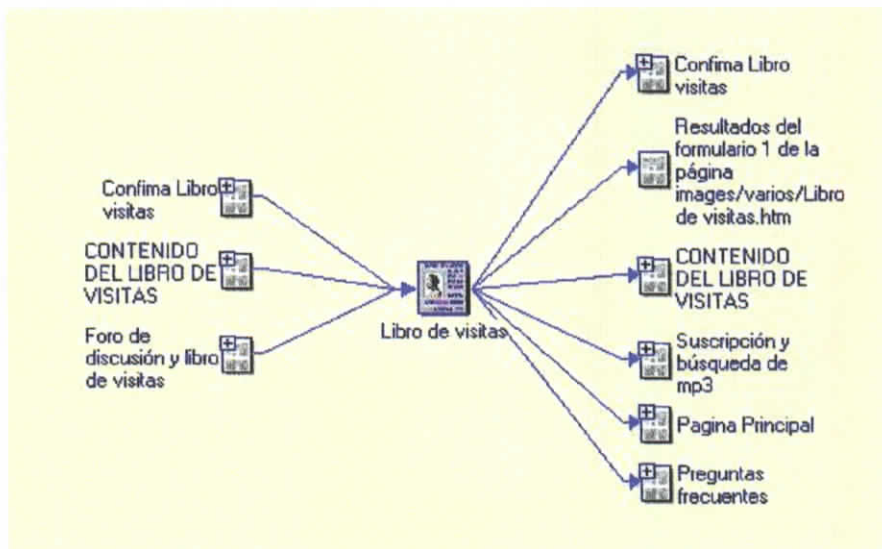 Confima Libro
visitas
CONTENIDO
DEL LIBRO DE
VISITAS
Foro de
discusión y libro
de visitas
Libro de visitas
Confima Libro
visitas
Resultados del
formulario 1 de la
página
images/varios/Libro
de visitas.htm
CONTENIDO
DEL LIBRO DE
VISITAS
Suscripción y
búsqueda de
mp3
Pagina Principal
Preguntas
frecuentes